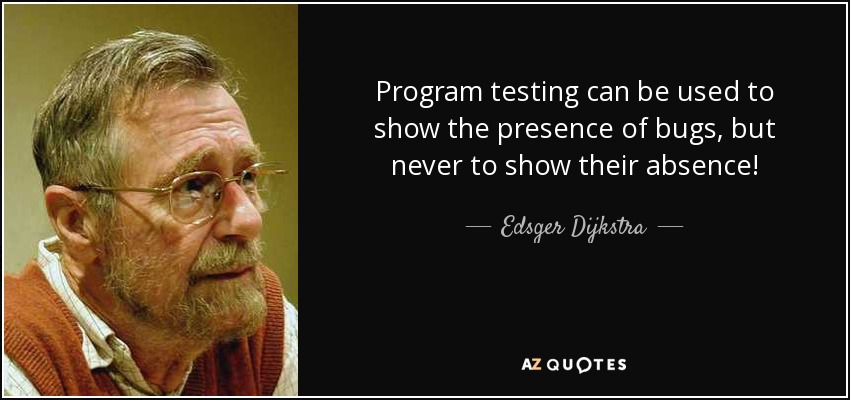 Program testing can be used to
show the presence of bugs, but
never to show their absence!
Edsger Dijkstra
AZ QUOTES